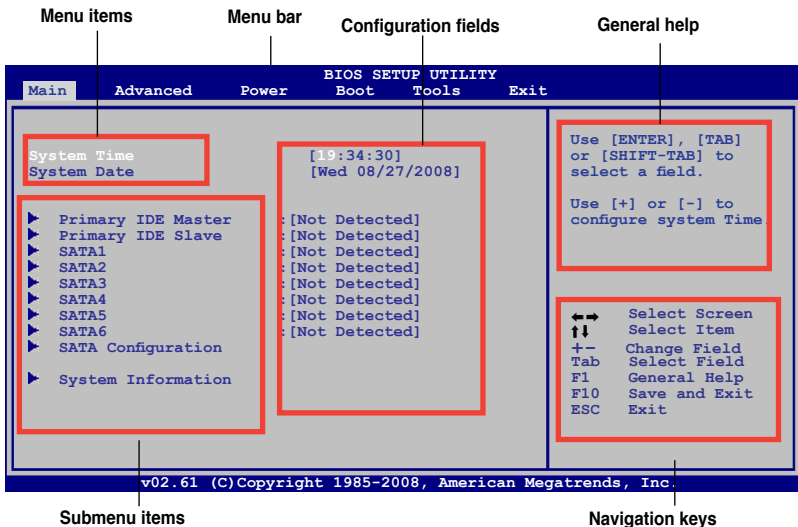 Menu items Menu bar Configuration fields General help
BIOS SETUP UTILITY
Main Advanced Power Boot Tools Exit
System Time [19:34:30]
System Date [Wed 08/27/2008]
Primary IDE Master :[Not Detected]
Primary IDE Slave :[Not Detected]
SATA1 :[Not Detected]
SATA2 :[Not Detected]
SATA3 :[Not Detected]
SATA4 :[Not Detected]
SATA5 :[Not Detected]
SATA6 :[Not Detected]
SATA Configuration
System Information
Use [ENTER], [TAB]
or [SHIFT-TAB] to
select a field.
Use [+] or [-] to
configure system Time.
←→ Select Screen
↑↓ Select Item
+- Change Field
Tab Select Field
F1 General Help
F10 Save and Exit
ESC Exit
v02.61 (C)Copyright 1985-2008, American Megatrends, Inc.
Submenu items Navigation keys